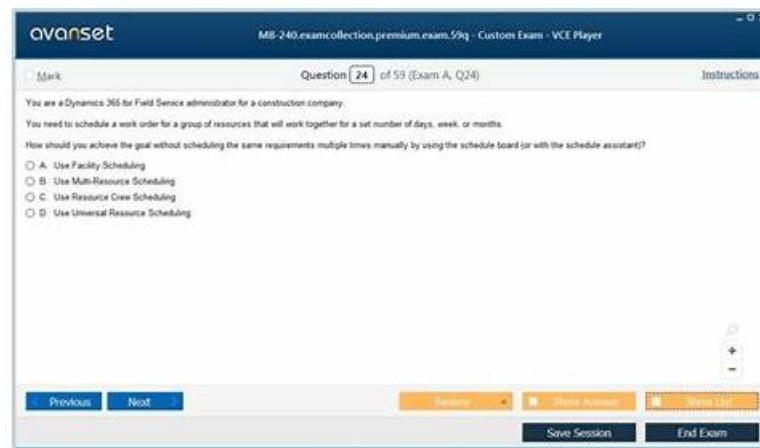 avanset
MB-240.examcollection.premium.exam.59q - Custom Exam - VCE Player
Mark
Question 24 of 59 (Exam A, Q24)
Instructions
You are a Dynamics 365 for Field Service administrator for a construction company.
You need to schedule a work order for a group of resources that will work together for a set number of days, week, or months.
How should you achieve the goal without scheduling the same requirements multiple times manually by using the schedule board (or with the schedule assistant)?
A. Use Facility Scheduling
B. Use Multi-Resource Scheduling
C. Use Resource Crew Scheduling
D. Use Universal Resource Scheduling
Previous
Next
Review
Show Answer
Show List
Save Session
End Exam